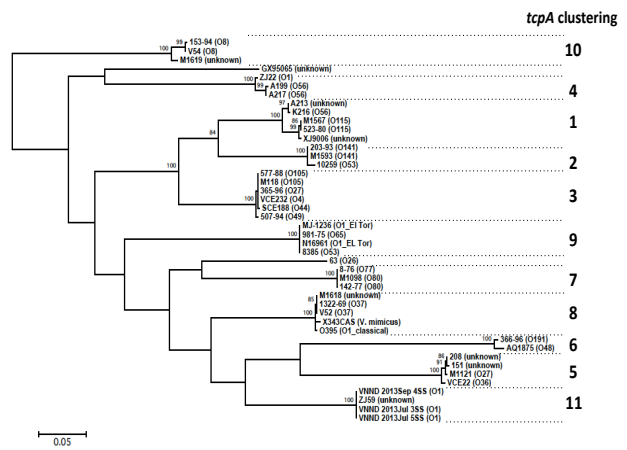 tcpA clustering
99
153-94 (O8)
100
V54 (O8)
M1619 (unknown)
10
GX95065 (unknown)
ZJ22 (O1)
100
99
A199 (O56)
A217 (O56)
4
97
A213 (unknown)
K216 (O56)
100
86
M1567 (O115)
99
523-80 (O115)
XJ9006 (unknown)
1
84
203-93 (O141)
100
M1593 (O141)
10259 (O53)
2
100
577-88 (O105)
M118 (O105)
365-96 (O27)
100
VCE232 (O4)
SCE188 (O44)
507-94 (O49)
3
MJ-1236 (O1_El Tor)
981-75 (O65)
100
N16961 (O1_EL Tor)
8385 (O53)
9
63 (O26)
8-76 (O77)
100
M1098 (O80)
142-77 (O80)
7
M1618 (unknown)
85
1322-69 (O37)
V52 (O37)
100
X343CAS (V. mimicus)
O395 (O1_classical)
8
100
366-96 (O191)
AQ1875 (O48)
6
86
208 (unknown)
91
151 (unknown)
100
M1121 (O27)
VCE22 (O36)
5
VNND 2013Sep 4SS (O1)
100
ZJ59 (unknown)
VNND 2013Jul 3SS (O1)
VNND 2013Jul 5SS (O1)
11
0.05